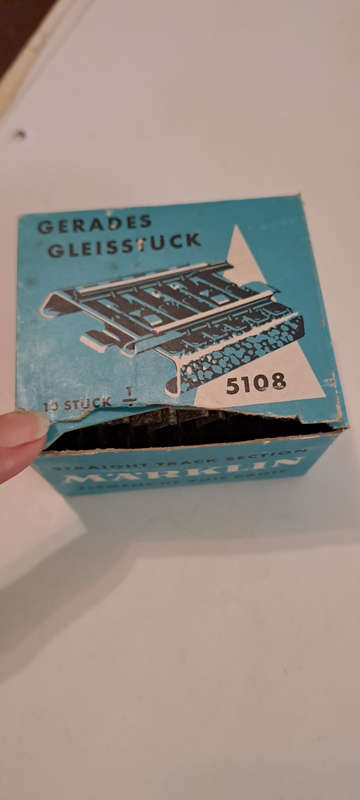 GERADES
GLEISSTÜCK
10 STÜCK
5108
STRAIGHT TRACK SECTION
MÄRKLIN